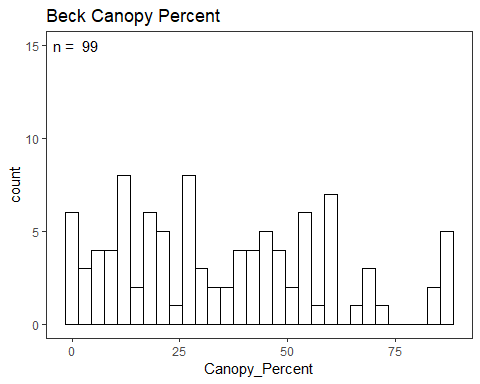 Beck Canopy Percent
n =  99
15
10
5
0
count
0 25 50 75
Canopy_Percent